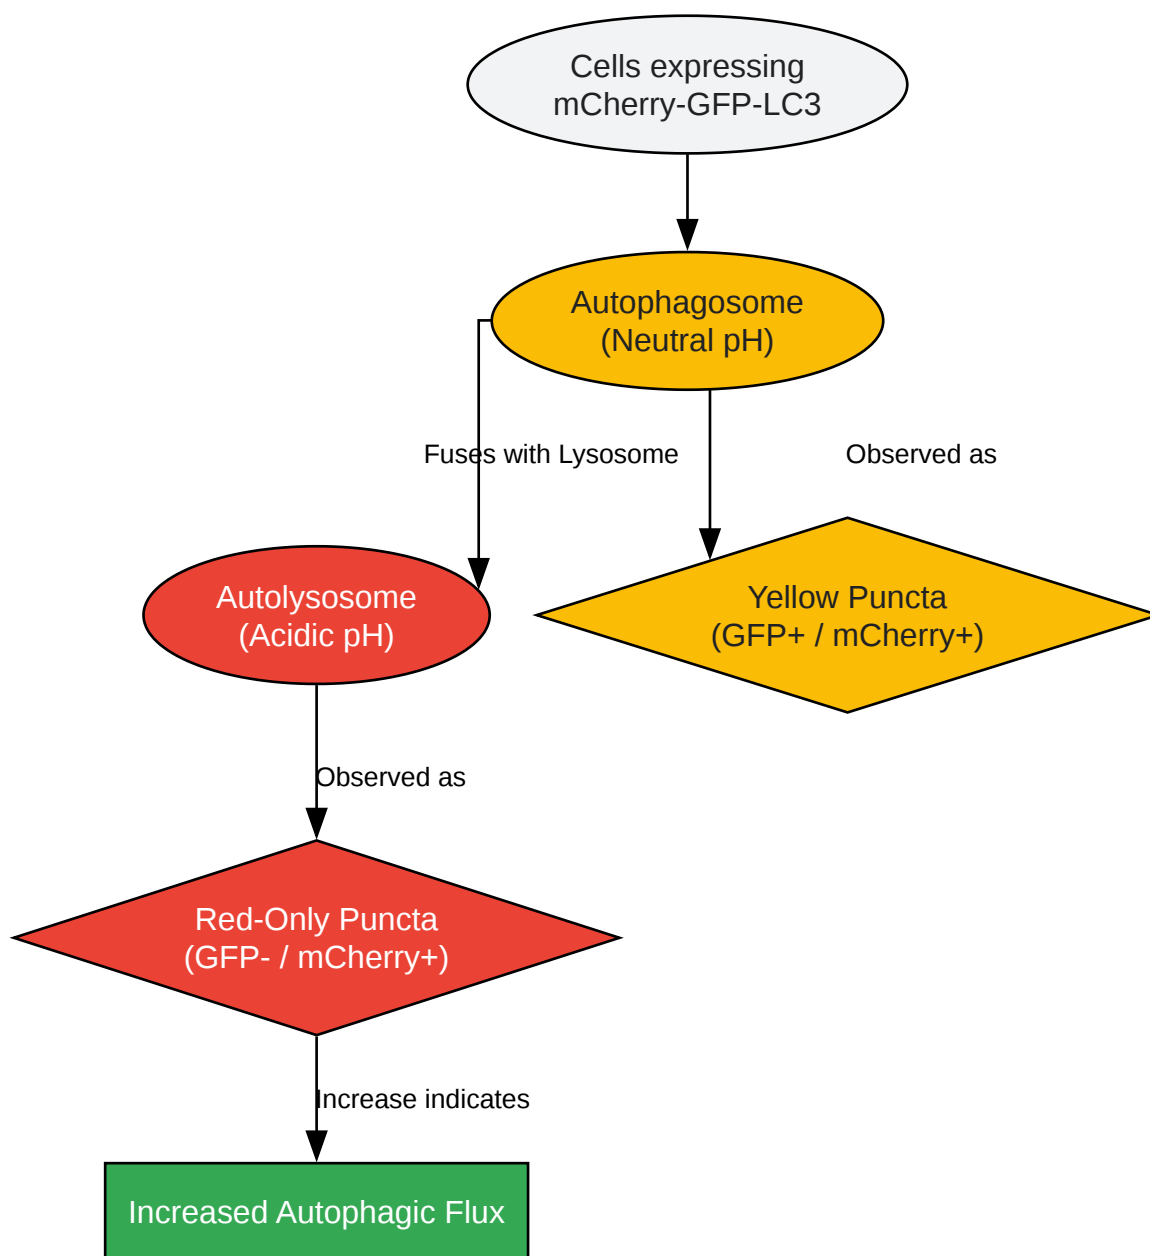 Cells expressing
mCherry-GFP-LC3
Autophagosome
(Neutral pH)
Fuses with Lysosome
Observed as
Autolysosome
(Acidic pH)
Yellow Puncta
(GFP+ / mCherry+)
Observed as
Red-Only Puncta
(GFP- / mCherry+)
Increase indicates
Increased Autophagic Flux